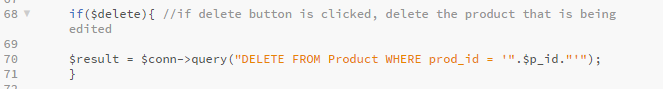 68 if($delete){ //if delete button is clicked, delete the product that is being
edited
69
70 $result = $conn->query("DELETE FROM Product WHERE prod_id = '".$p_id."'");
71 }